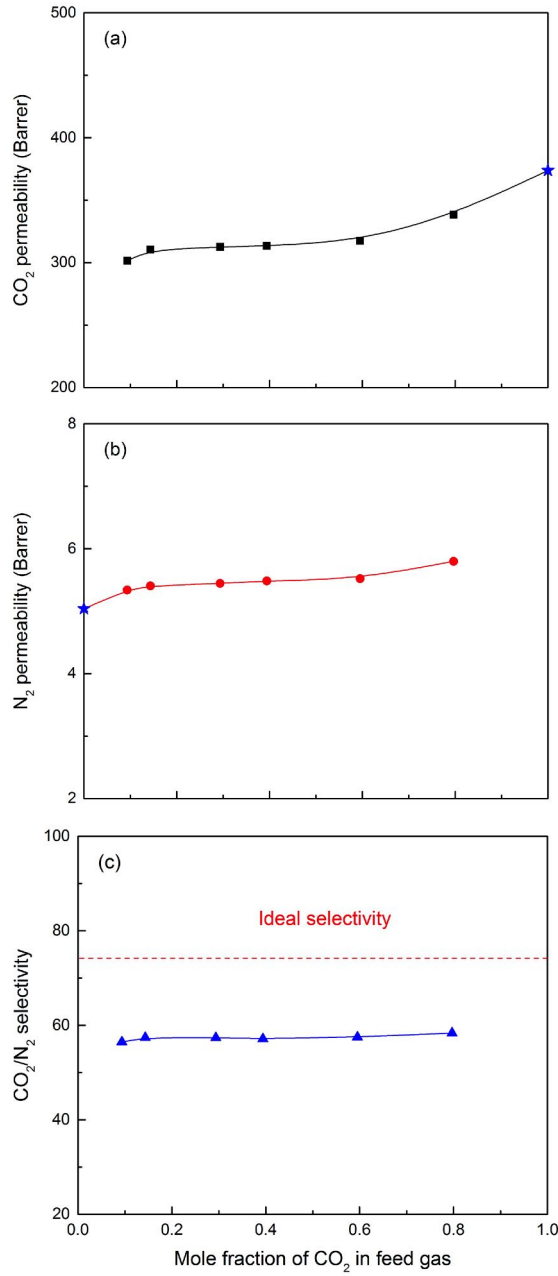 500
(a)
400
300
200
CO₂ permeability (Barrer)
8
(b)
6
4
2
N₂ permeability (Barrer)
100
(c)
Ideal selectivity
80
60
40
20
CO₂/N₂ selectivity
0.0 0.2 0.4 0.6 0.8 1.0
Mole fraction of CO₂ in feed gas